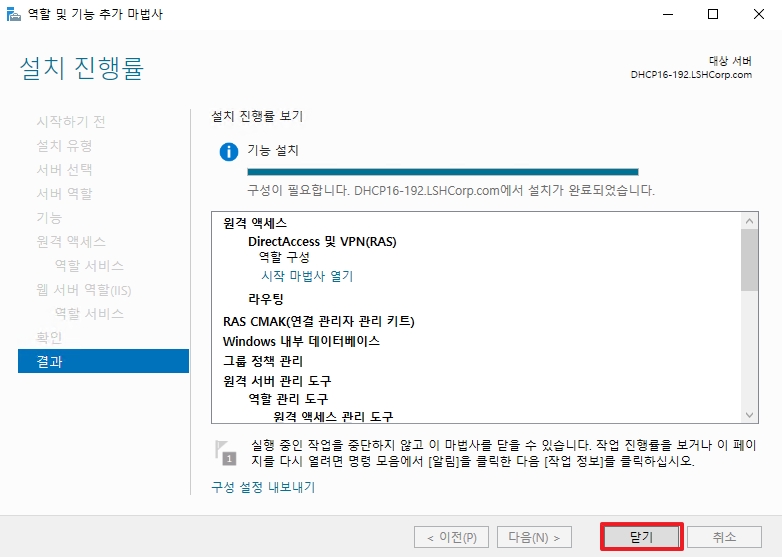 역할 및 기능 추가 마법사
설치 진행률
대상 서버
DHCP16-192.LSHCorp.com
시작하기 전
설치 유형
서버 선택
서버 역할
기능
원격 액세스
역할 서비스
웹 서버 역할(IIS)
역할 서비스
확인
결과
설치 진행률 보기
기능 설치
구성이 필요합니다. DHCP16-192.LSHCorp.com에서 설치가 완료되었습니다.
원격 액세스
DirectAccess 및 VPN(RAS)
역할 구성
시작 마법사 열기
라우팅
RAS CMAK(연결 관리자 관리 키트)
Windows 내부 데이터베이스
그룹 정책 관리
원격 서버 관리 도구
역할 관리 도구
원격 액세스 관리 도구
1
실행 중인 작업을 중단하지 않고 이 마법사를 닫을 수 있습니다. 작업 진행률을 보거나 이 페이
지를 다시 열려면 명령 모음에서 [알림]을 클릭한 다음 [작업 정보]를 클릭하십시오.
구성 설정 내보내기
< 이전(P)
다음(N) >
닫기
취소